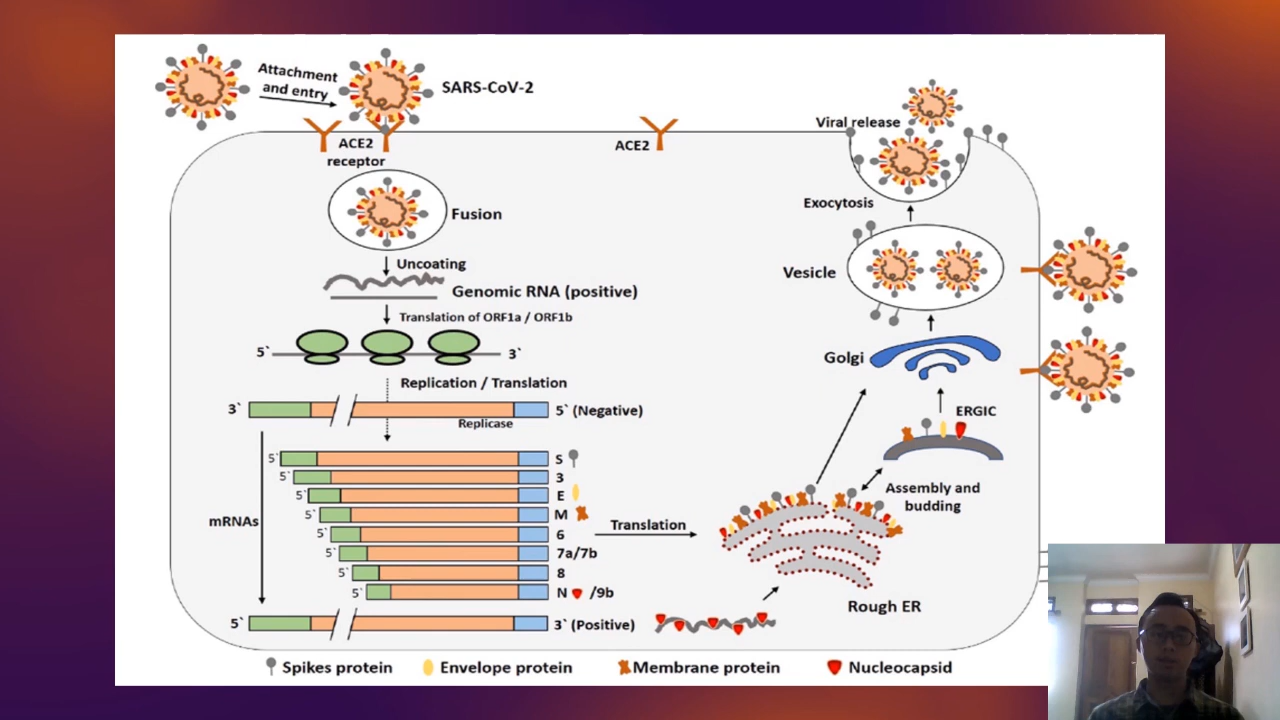 Attachment
and entry
SARS-CoV-2
ACE2
receptor
ACE2
Viral release
Fusion
Exocytosis
Uncoating
Genomic RNA (positive)
Vesicle
Translation of ORF1a / ORF1b
5` 3`
Golgi
Replication / Translation
3` 5` (Negative)
Replicase
ERGIC
5` S
5` 3
5` E
5` M
5` 6
5` 7a/7b
5` 8
5` N /9b
mRNAs
Translation
Assembly and
budding
Rough ER
5` 3` (Positive)
Spikes protein
Envelope protein
Membrane protein
Nucleocapsid